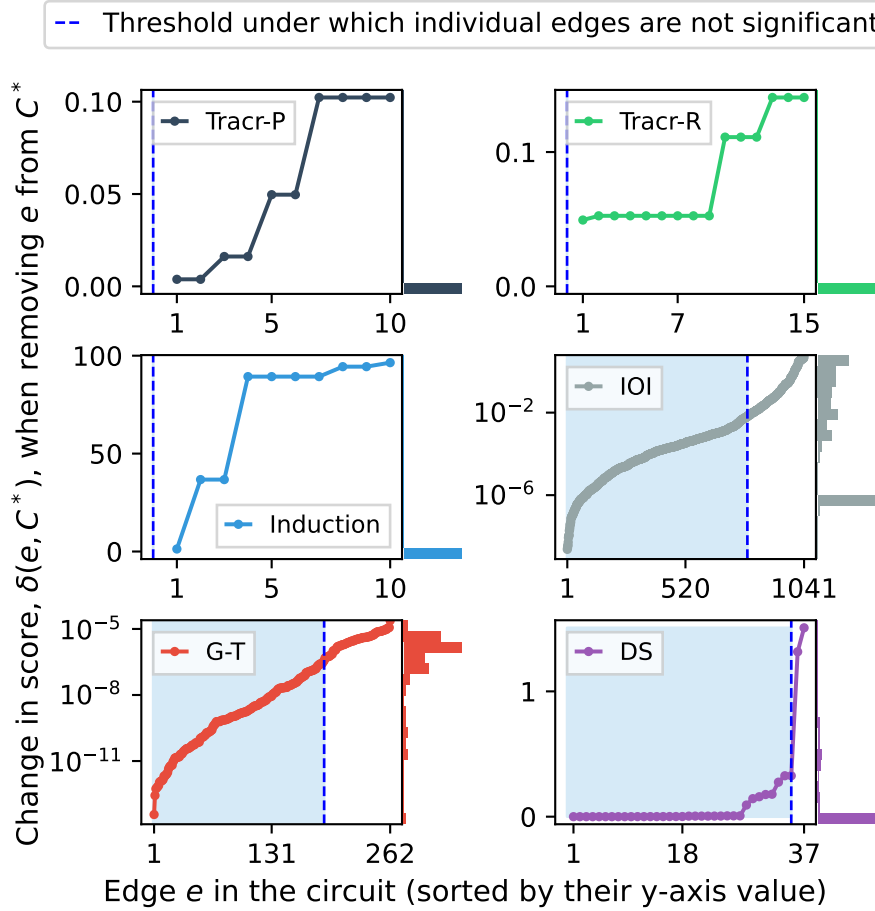 Threshold under which individual edges are not significant
Change in score, δ(e, C*), when removing e from C*
0.10
0.05
0.00
Tracr-P
1 5 10
0.1
0.0
Tracr-R
1 7 15
100
50
0
Induction
1 5 10
10⁻²
10⁻⁶
IOI
1 520 1041
10⁻⁵
10⁻⁸
10⁻¹¹
G-T
1 131 262
1
0
DS
1 18 37
Edge e in the circuit (sorted by their y-axis value)